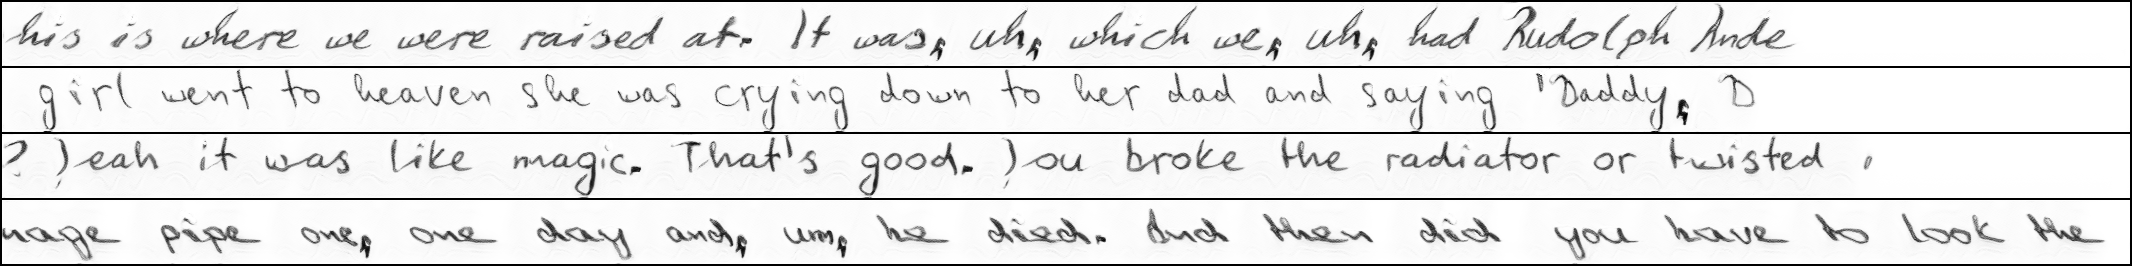 his is where we were raised at. It was, uh, which we, uh, had Rudolph Ande
girl went to heaven she was crying down to her dad and saying 'Daddy, D
? Yeah it was like magic. That's good. You broke the radiator or twisted
nage pipe one, one day and, um, he died. And then did you have to look the